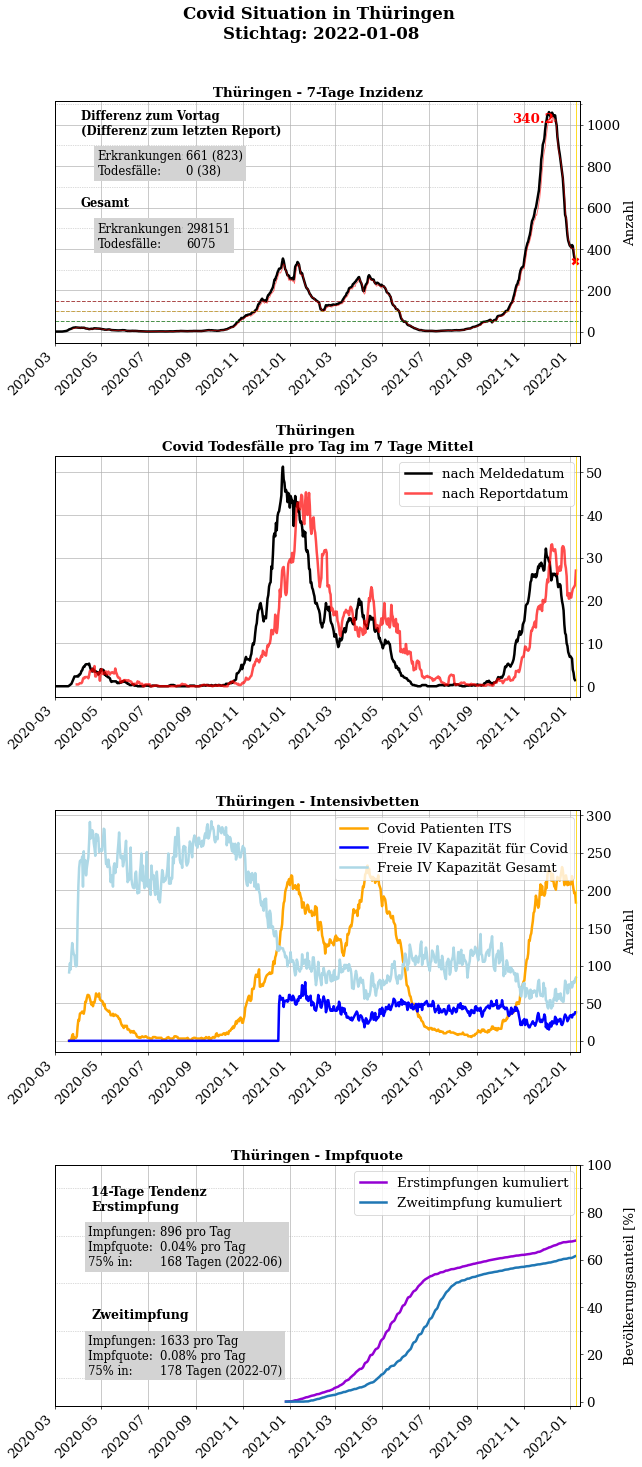 Covid Situation in Thüringen
Stichtag: 2022-01-08
Thüringen - 7-Tage Inzidenz
Differenz zum Vortag
(Differenz zum letzten Report)
Erkrankungen 661 (823)
Todesfälle: 0 (38)
Gesamt
Erkrankungen 298151
Todesfälle: 6075
340.2
1000
800
600
400
200
0
Anzahl
2020-03
2020-05
2020-07
2020-09
2020-11
2021-01
2021-03
2021-05
2021-07
2021-09
2021-11
2022-01
Thüringen
Covid Todesfälle pro Tag im 7 Tage Mittel
nach Meldedatum
nach Reportdatum
50
40
30
20
10
0
2020-03
2020-05
2020-07
2020-09
2020-11
2021-01
2021-03
2021-05
2021-07
2021-09
2021-11
2022-01
Thüringen - Intensivbetten
Covid Patienten ITS
Freie IV Kapazität für Covid
Freie IV Kapazität Gesamt
300
250
200
150
100
50
0
Anzahl
2020-03
2020-05
2020-07
2020-09
2020-11
2021-01
2021-03
2021-05
2021-07
2021-09
2021-11
2022-01
Thüringen - Impfquote
14-Tage Tendenz
Erstimpfung
Impfungen: 896 pro Tag
Impfquote: 0.04% pro Tag
75% in: 168 Tagen (2022-06)
Zweitimpfung
Impfungen: 1633 pro Tag
Impfquote: 0.08% pro Tag
75% in: 178 Tagen (2022-07)
Erstimpfungen kumuliert
Zweitimpfung kumuliert
100
80
60
40
20
0
Bevölkerungsanteil [%]
2020-03
2020-05
2020-07
2020-09
2020-11
2021-01
2021-03
2021-05
2021-07
2021-09
2021-11
2022-01